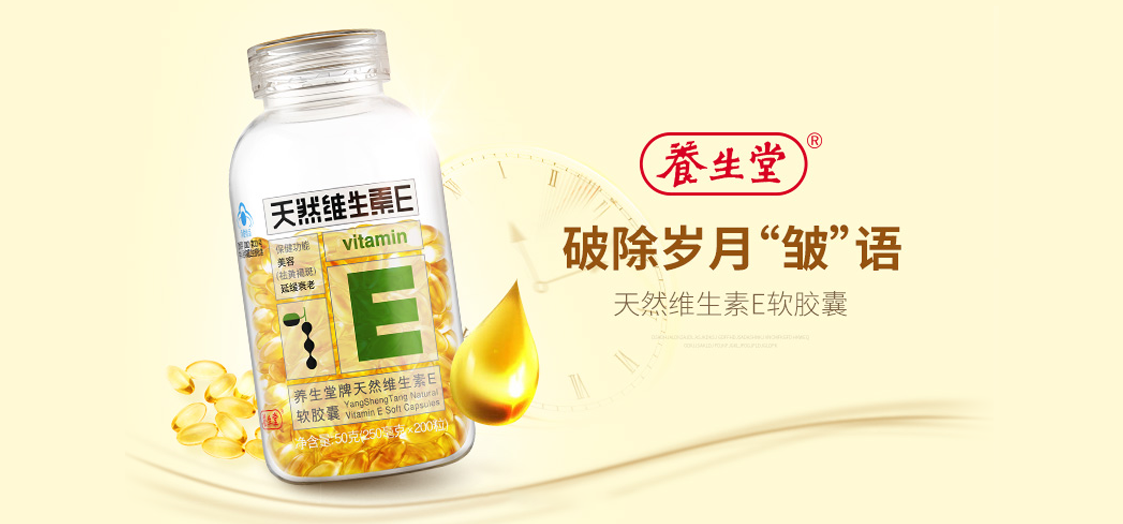 養生堂®
破除岁月“皱”语
天然维生素E软胶囊
天然维生素E
保健功能
美容
(祛黄褐斑)
延缓衰老
vitamin
E
养生堂牌天然维生素E
软胶囊
YangShengTang Natural
Vitamin E Soft Capsules
净含量:50克(250毫克×200粒)
I
II
III